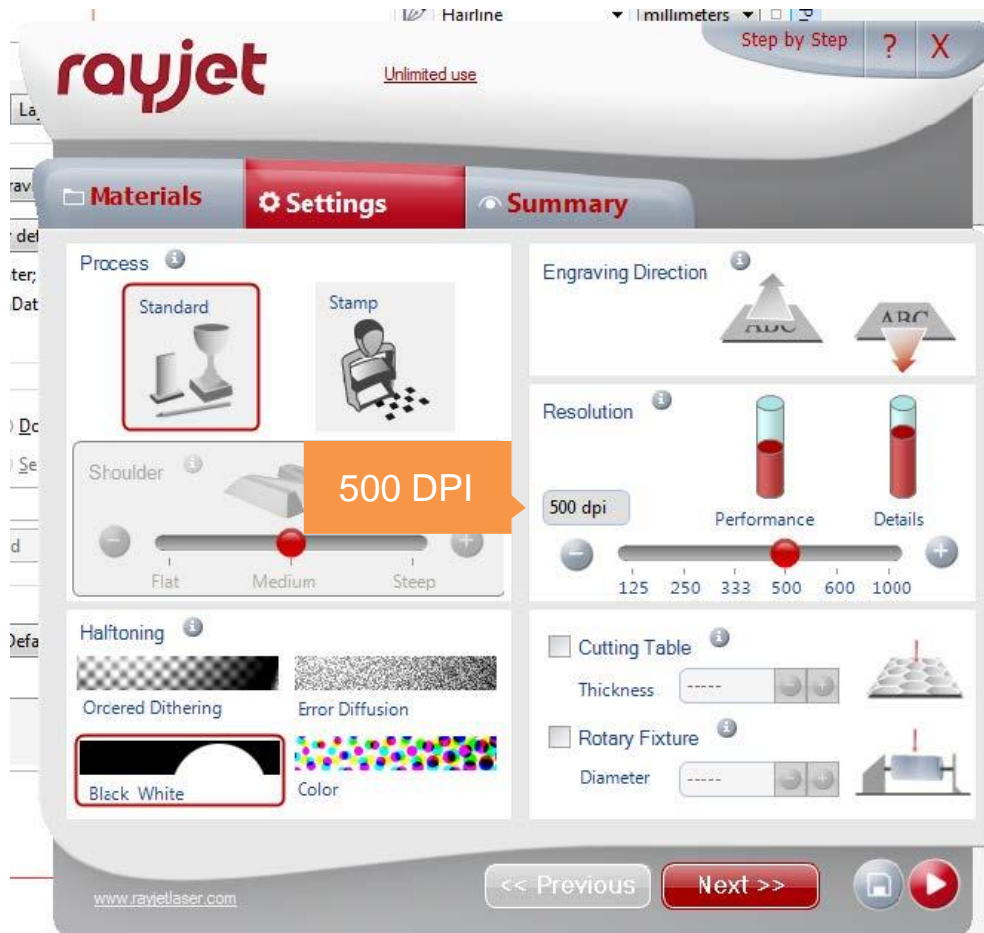 Hairline
millimeters
rayjet
Unlimited use
Step by Step
?
X
Materials
Settings
Summary
Process
Standard
Stamp
Engraving Direction
ABC
ABC
Shoulder
Flat
Medium
Steep
500 DPI
Resolution
500 dpi
Performance
Details
125 250 333 500 600 1000
Halftoning
Orcered Dithering
Error Diffusion
Black White
Color
Cutting Table
Thickness
-----
Rotary Fixture
Diameter
-----
www.rayjetlaser.com
<< Previous
Next >>